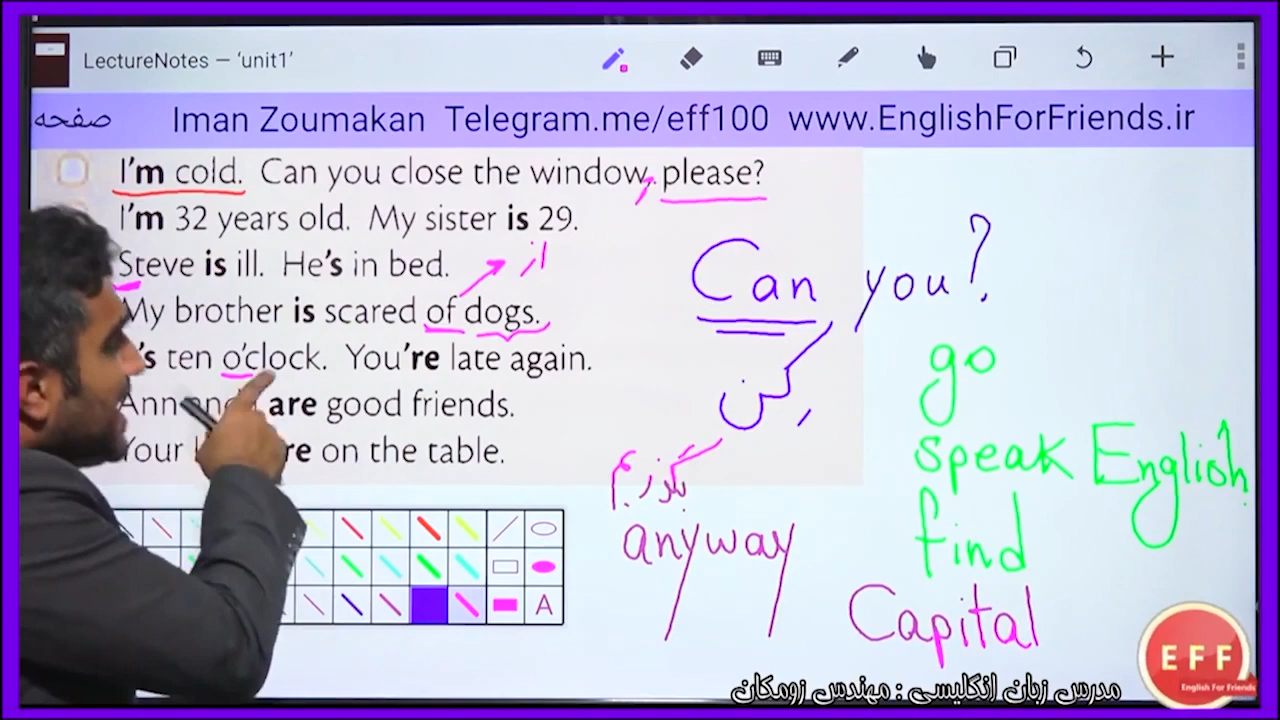 LectureNotes – ‘unit1’
صفحه Iman Zoumakan Telegram.me/eff100 www.EnglishForFriends.ir
I’m cold. Can you close the window, please?
I’m 32 years old. My sister is 29.
Steve is ill. He’s in bed.
از
My brother is scared of dogs.
’s ten o’clock. You’re late again.
are good friends.
Your re on the table.
Can you?
go
speak English
find
بگذریم
anyway
Capital
A
EFF
English For Friends
مدرس زبان انگلیسی : مهندس زومکان